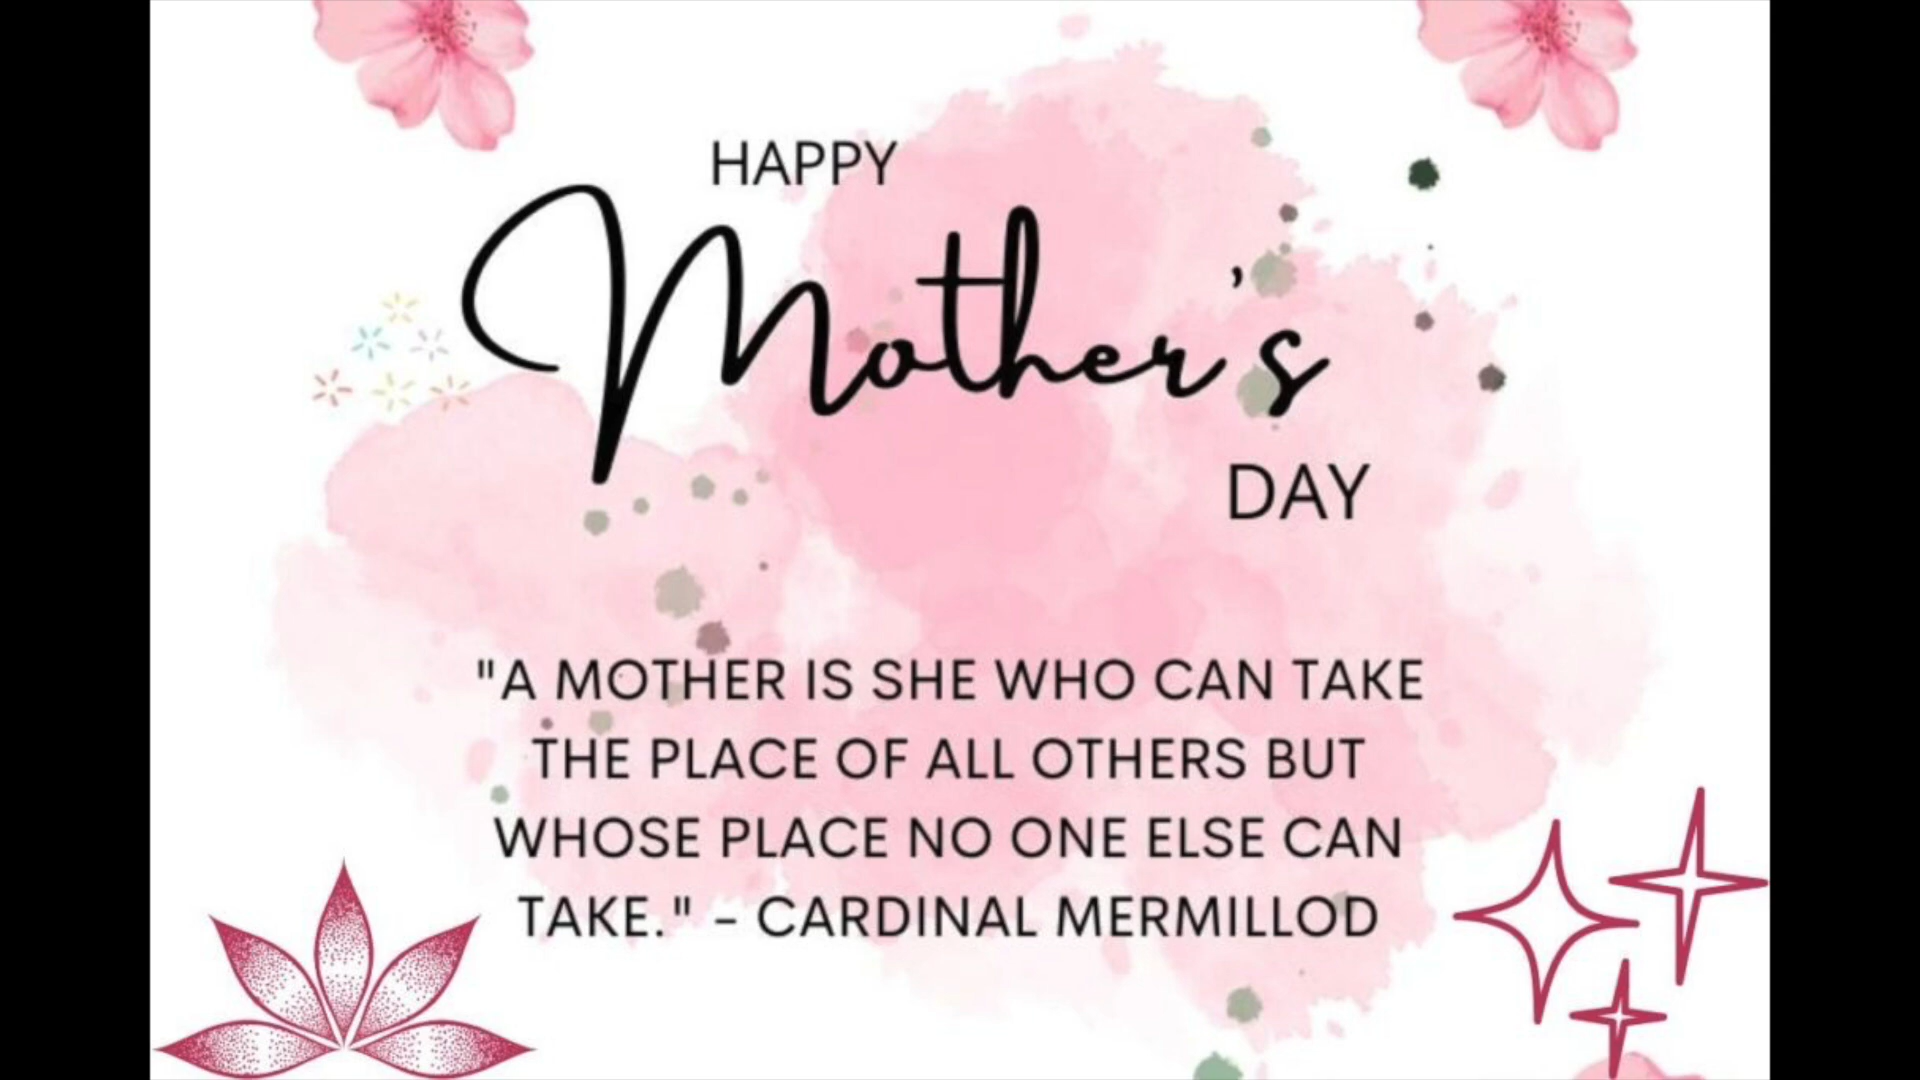 HAPPY
Mother's
DAY
"A MOTHER IS SHE WHO CAN TAKE
THE PLACE OF ALL OTHERS BUT
WHOSE PLACE NO ONE ELSE CAN
TAKE." - CARDINAL MERMILLOD